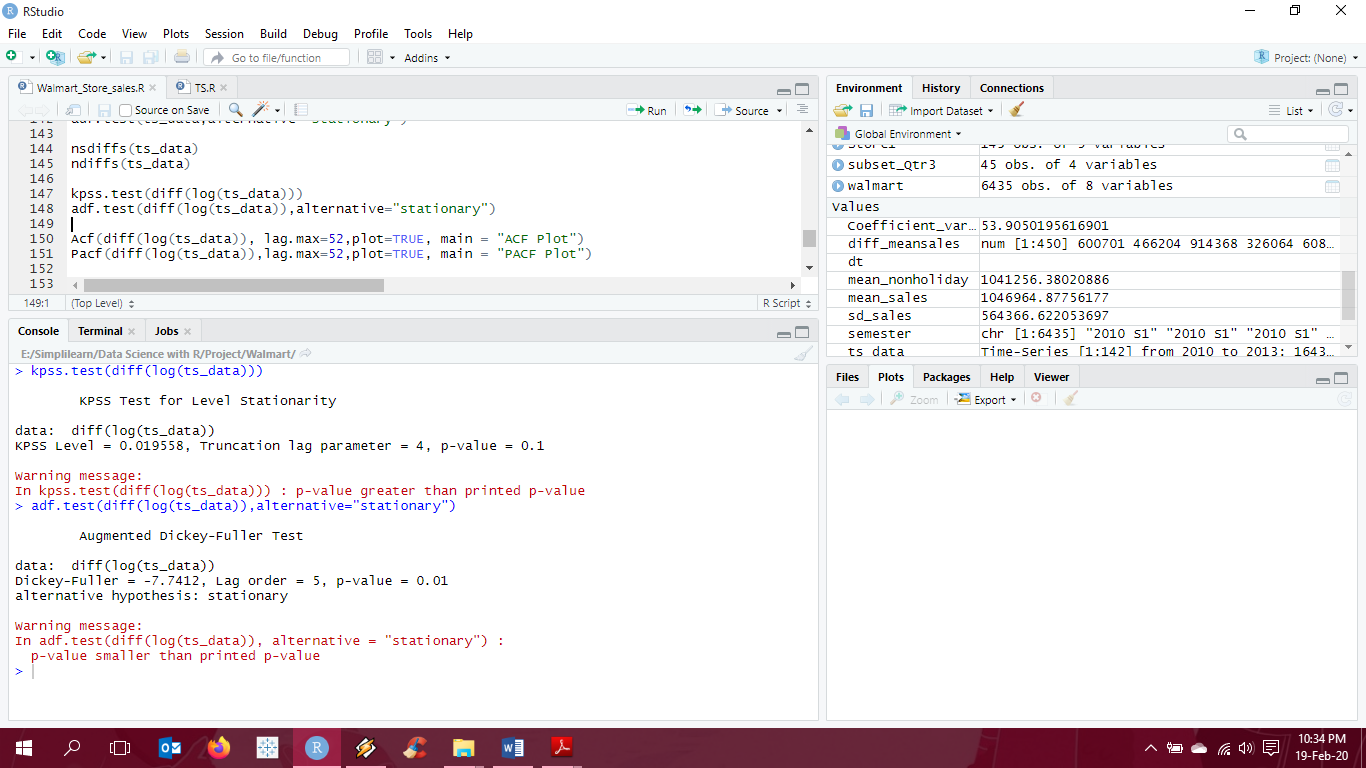 RStudio
File Edit Code View Plots Session Build Debug Profile Tools Help
Go to file/function Addins Project: (None)
Walmart_Store_sales.R TS.R
Source on Save Run Source
143
144 nsdiffs(ts_data)
145 ndiffs(ts_data)
146
147 kpss.test(diff(log(ts_data)))
148 adf.test(diff(log(ts_data)),alternative="stationary")
149
150 Acf(diff(log(ts_data)), lag.max=52,plot=TRUE, main = "ACF Plot")
151 Pacf(diff(log(ts_data)),lag.max=52,plot=TRUE, main = "PACF Plot")
152
153
149:1 (Top Level) R Script
Console Terminal Jobs
E:/Simplilearn/Data Science with R/Project/Walmart/
> kpss.test(diff(log(ts_data)))
KPSS Test for Level Stationarity
data: diff(log(ts_data))
KPSS Level = 0.019558, Truncation lag parameter = 4, p-value = 0.1
Warning message:
In kpss.test(diff(log(ts_data))) : p-value greater than printed p-value
> adf.test(diff(log(ts_data)),alternative="stationary")
Augmented Dickey-Fuller Test
data: diff(log(ts_data))
Dickey-Fuller = -7.7412, Lag order = 5, p-value = 0.01
alternative hypothesis: stationary
Warning message:
In adf.test(diff(log(ts_data)), alternative = "stationary") :
p-value smaller than printed p-value
>
Environment History Connections
Import Dataset List
Global Environment
subset_Qtr3 45 obs. of 4 variables
walmart 6435 obs. of 8 variables
Values
Coefficient_var… 53.9050195616901
diff_meansales num [1:450] 600701 466204 914368 326064 608…
dt
mean_nonholiday 1041256.38020886
mean_sales 1046964.87756177
sd_sales 564366.622053697
semester chr [1:6435] "2010 S1" "2010 S1" "2010 S1" …
ts_data Time-Series [1:142] from 2010 to 2013: 1643…
Files Plots Packages Help Viewer
Zoom Export
10:34 PM
19-Feb-20